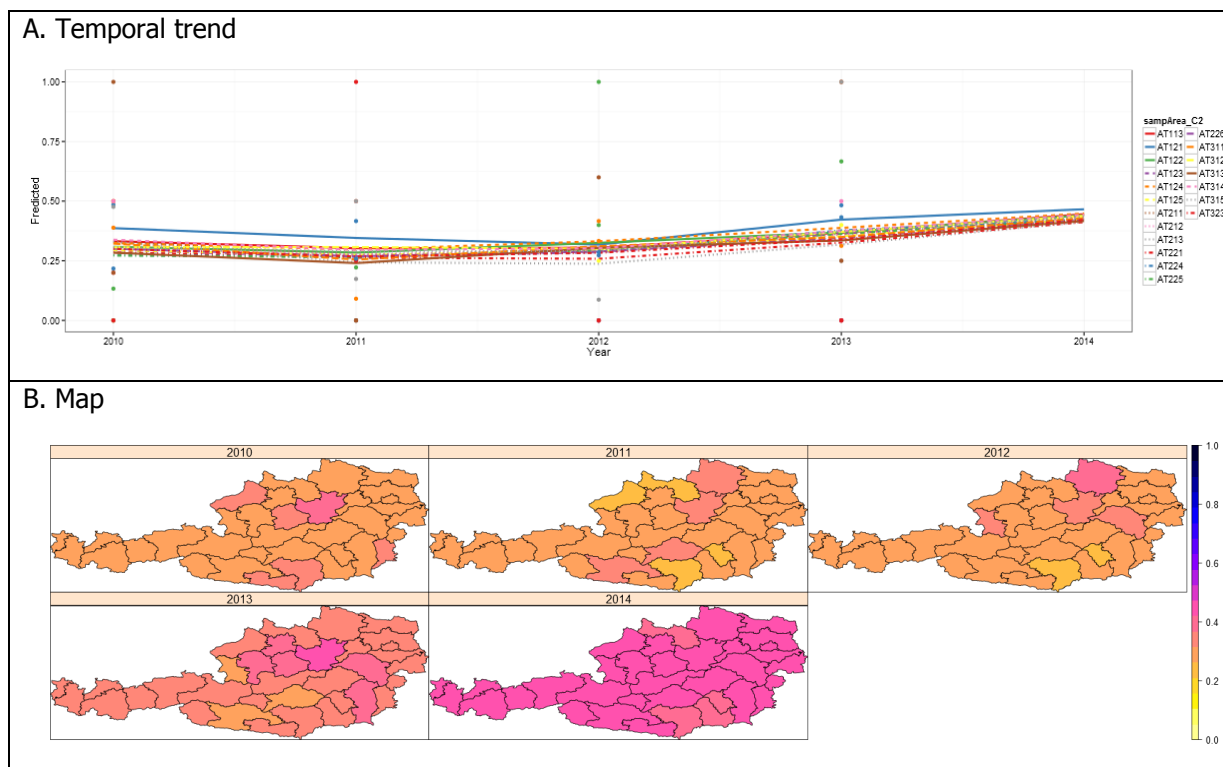 A. Temporal trend
1.00
0.75
0.50
0.25
0.00
Predicted
2010 2011 2012 2013 2014
Year
sampArea_C2
AT113 AT226
AT121 AT311
AT122 AT312
AT123 AT313
AT124 AT314
AT125 AT315
AT211 AT323
AT212
AT213
AT221
AT224
AT225
B. Map
2010 2011 2012
2013 2014
1.0
0.8
0.6
0.4
0.2
0.0